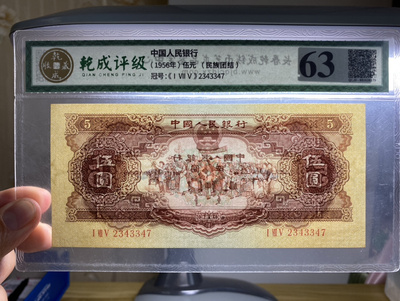 乾成评级
QIAN CHENG PING JI
中国人民银行
(1956年) 伍元 (民族团结)
冠号:《ⅠⅦⅤ》2343347
63
5 中国人民银行 5
伍圆 伍圆
ⅠⅦⅤ 2343347 ⅠⅦⅤ 2343347